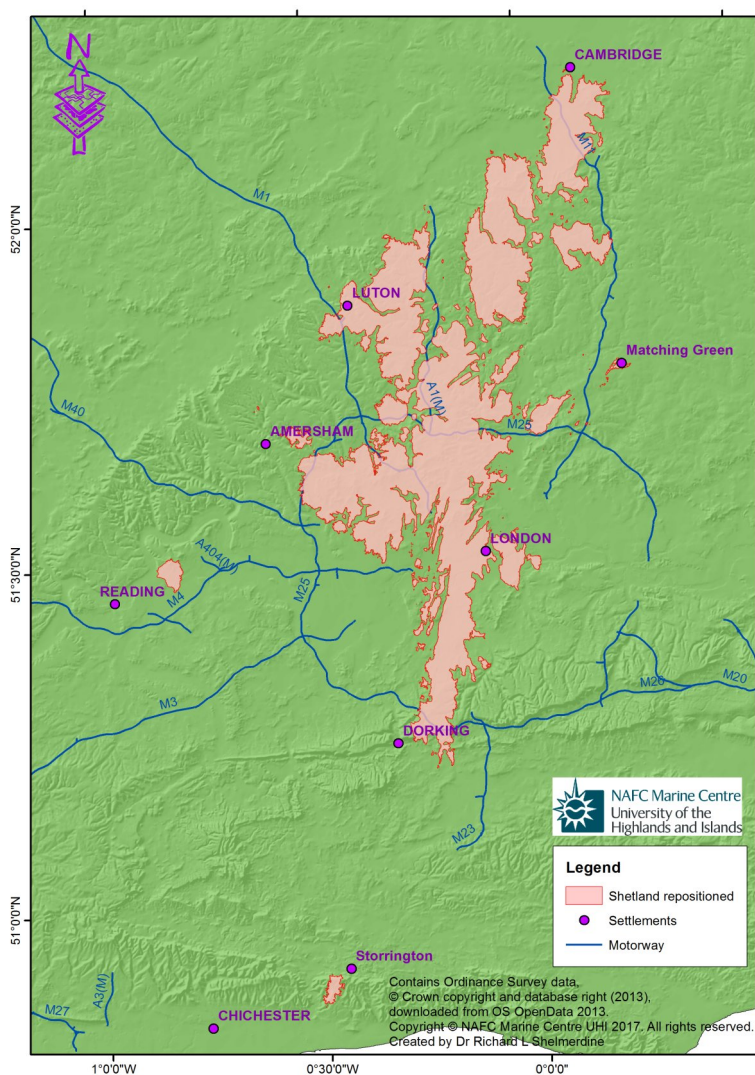 N
CAMBRIDGE
M11
M1
52°0'0"N
LUTON
Matching Green
M40
A1(M)
M25
AMERSHAM
LONDON
A404(M)
51°30'0"N
READING
M4
M25
M3
M26
M20
DORKING
M23
NAFC Marine Centre
University of the
Highlands and Islands
Legend
Shetland repositioned
Settlements
Motorway
51°0'0"N
Storrington
A3(M)
M27
CHICHESTER
Contains Ordinance Survey data,
© Crown copyright and database right (2013),
downloaded from OS OpenData 2013.
Copyright © NAFC Marine Centre UHI 2017. All rights reserved.
Created by Dr Richard L Shelmerdine
1°0'0"W
0°30'0"W
0°0'0"